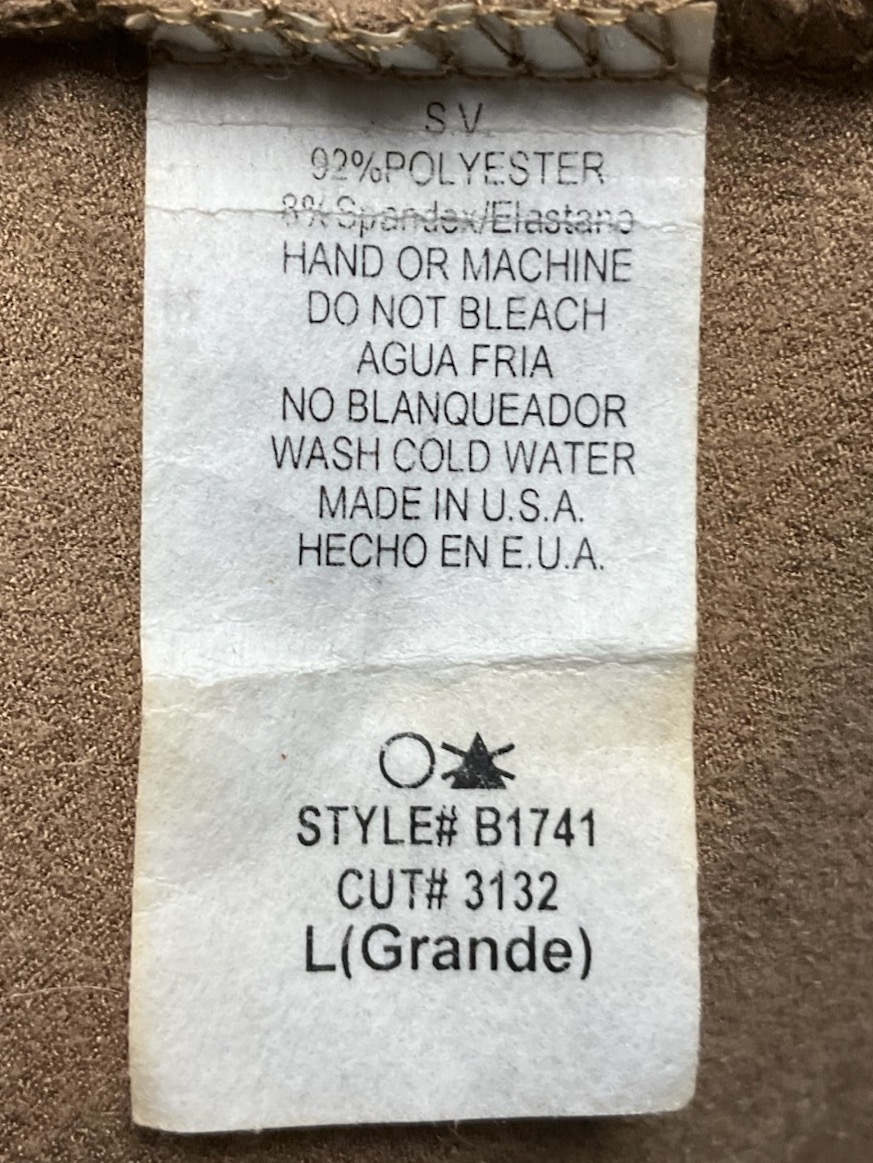 S.V.
92%POLYESTER
8%Spandex/Elastano
HAND OR MACHINE
DO NOT BLEACH
AGUA FRIA
NO BLANQUEADOR
WASH COLD WATER
MADE IN U.S.A.
HECHO EN E.U.A.
STYLE# B1741
CUT# 3132
L(Grande)